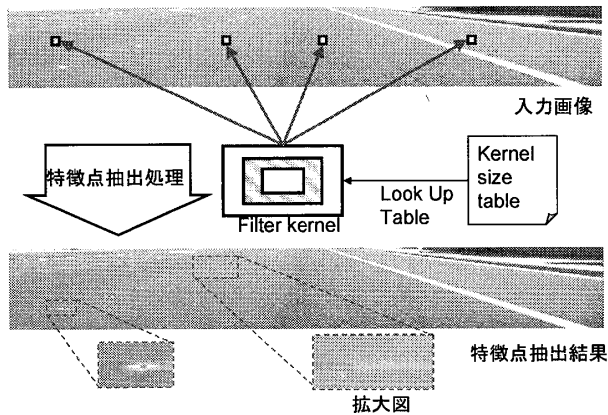 入力画像
特徴点抽出処理
Kernel
size
table
Look Up
Table
Filter kernel
特徴点抽出結果
拡大図